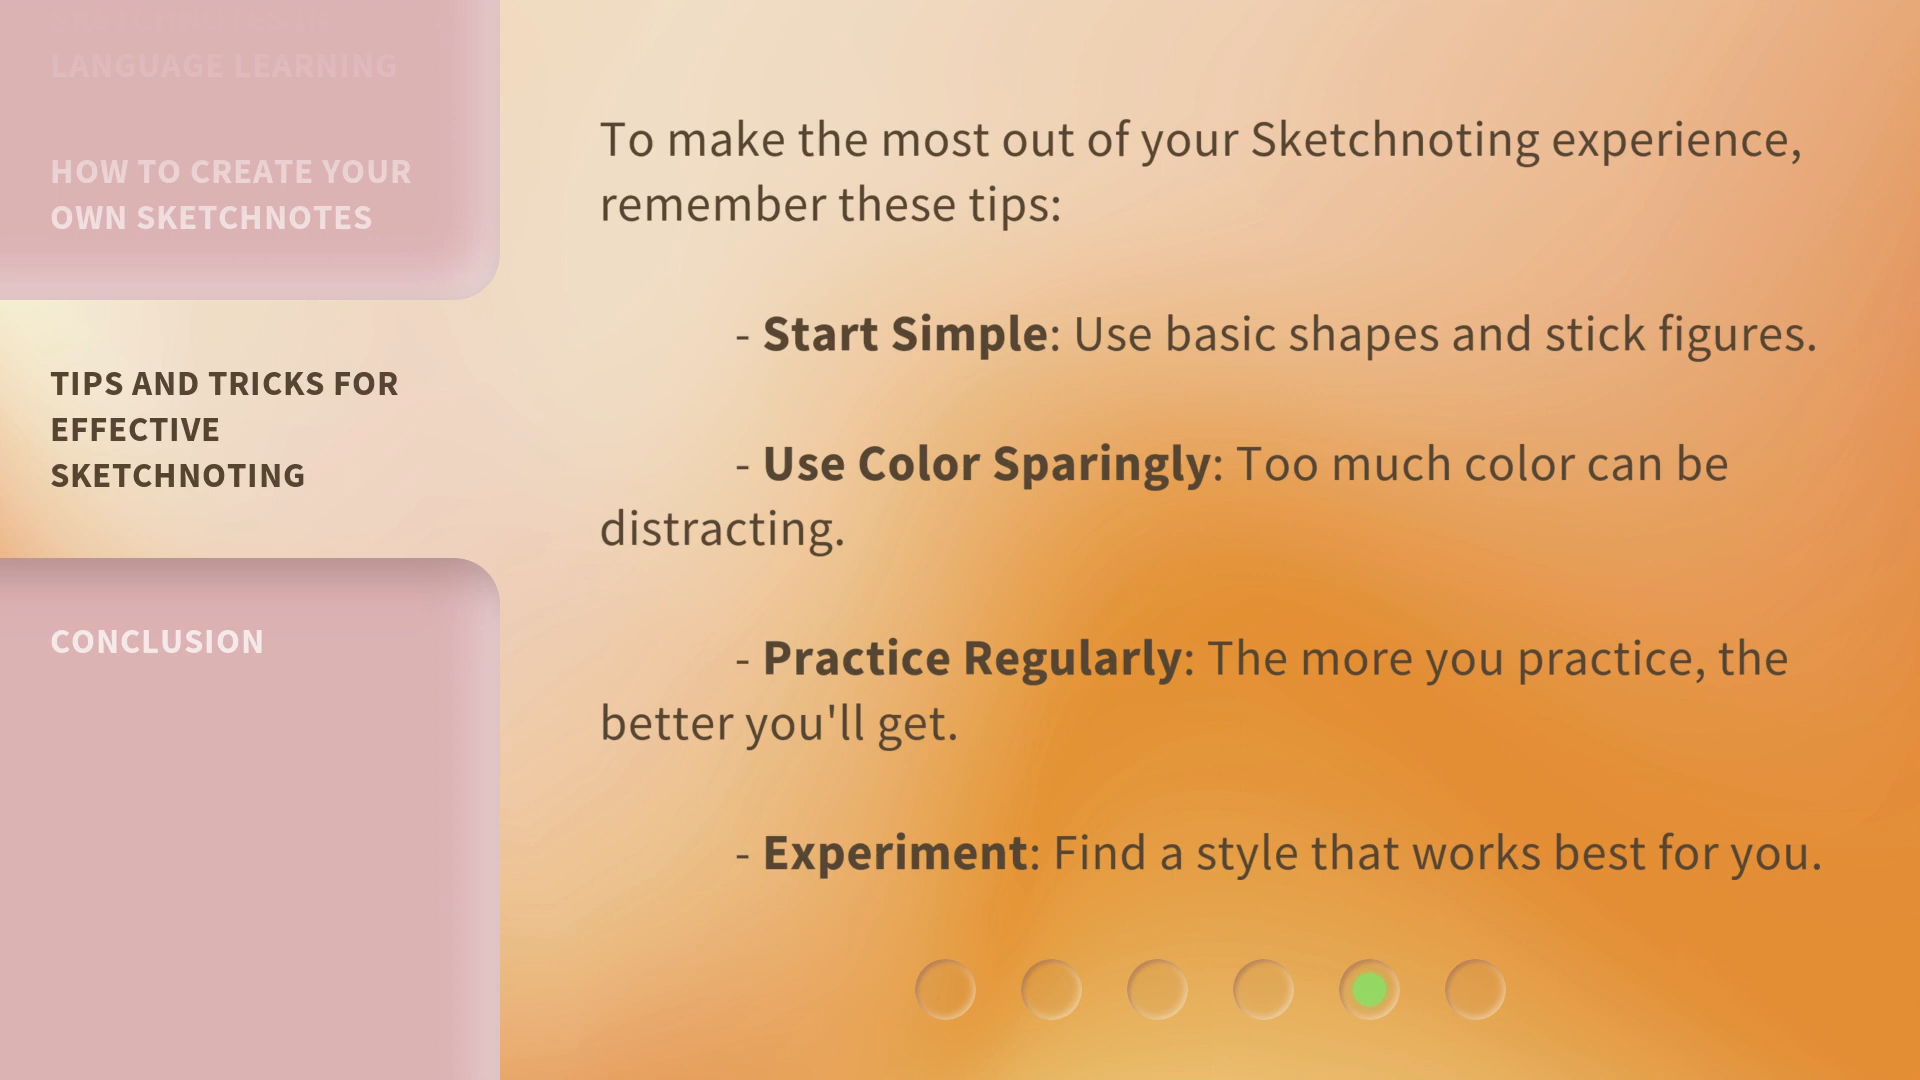 LANGUAGE LEARNING
HOW TO CREATE YOUR
OWN SKETCHNOTES
TIPS AND TRICKS FOR
EFFECTIVE
SKETCHNOTING
CONCLUSION
To make the most out of your Sketchnoting experience,
remember these tips:
- Start Simple: Use basic shapes and stick figures.
- Use Color Sparingly: Too much color can be
distracting.
- Practice Regularly: The more you practice, the
better you'll get.
- Experiment: Find a style that works best for you.